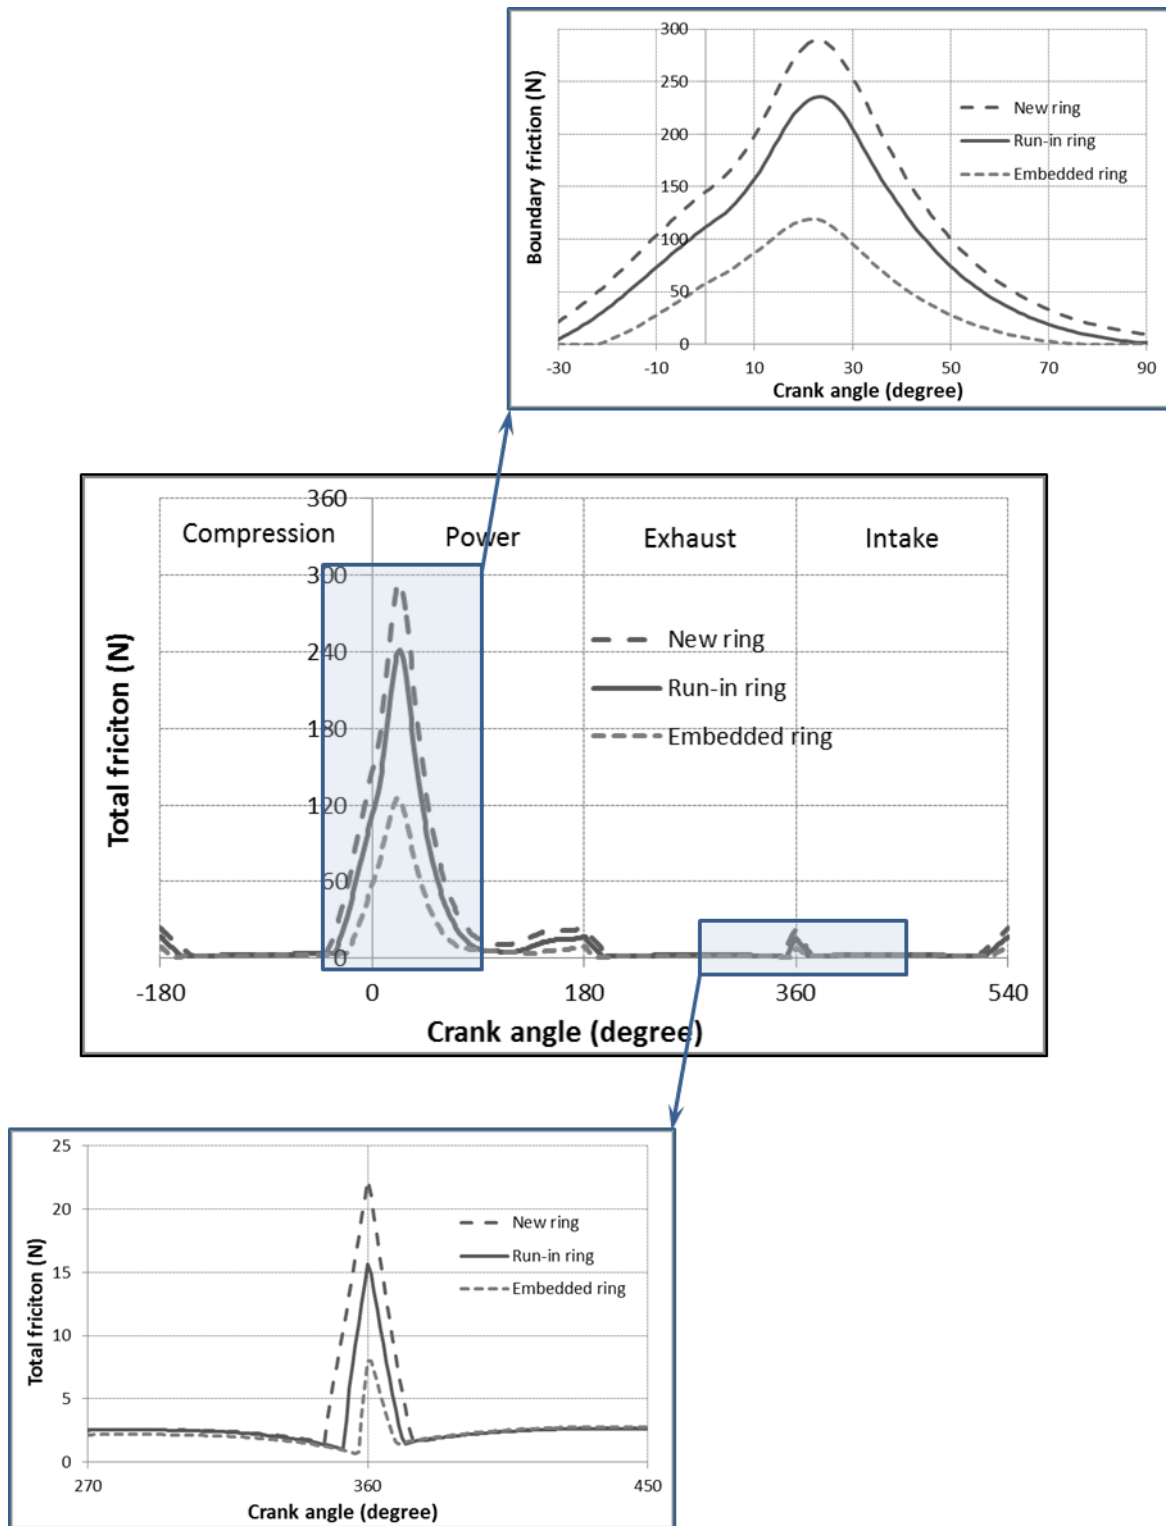 300
250
200
150
100
50
0
Boundary friction (N)
New ring
Run-in ring
Embedded ring
-30 -10 10 30 50 70 90
Crank angle (degree)
360
300
240
180
120
60
0
Compression Power Exhaust Intake
Total friciton (N)
New ring
Run-in ring
Embedded ring
-180 0 180 360 540
Crank angle (degree)
25
20
15
10
5
0
Total friciton (N)
New ring
Run-in ring
Embedded ring
270 360 450
Crank angle (degree)